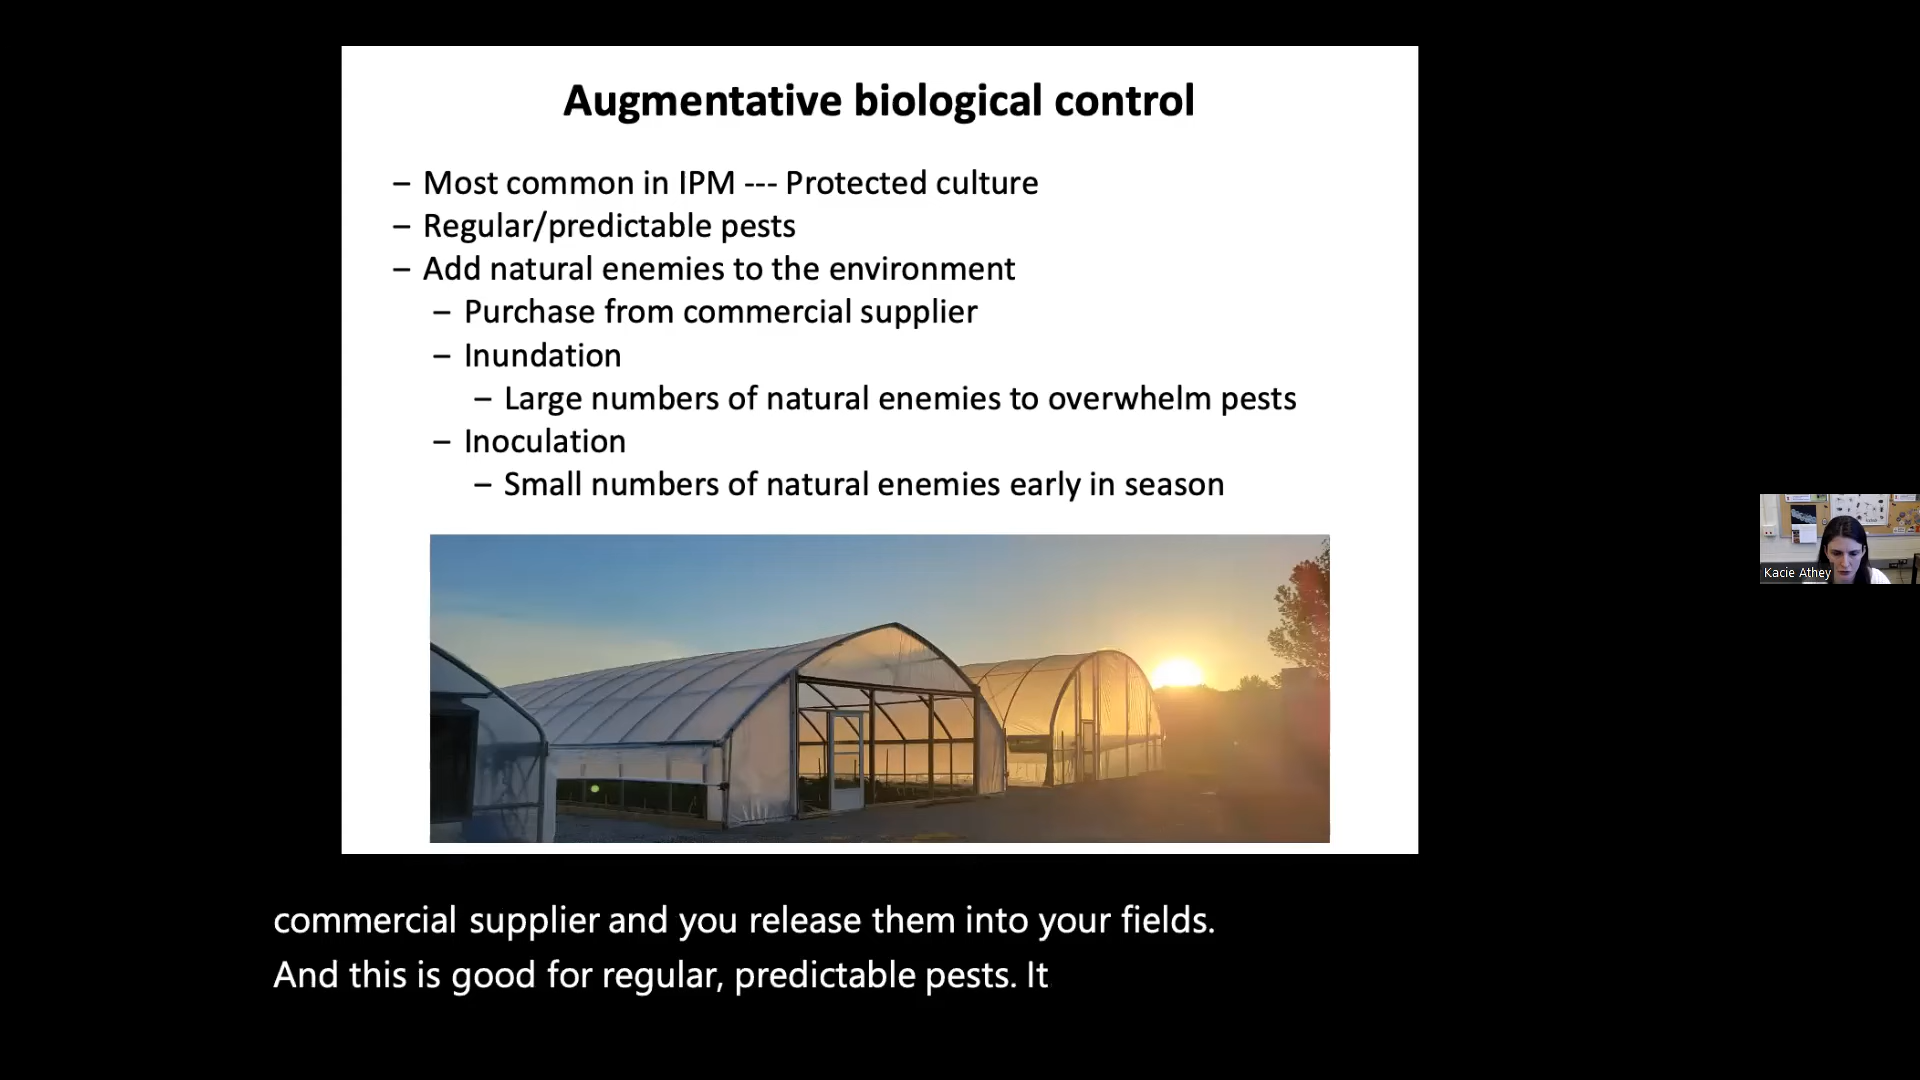 Augmentative biological control
– Most common in IPM --- Protected culture
– Regular/predictable pests
– Add natural enemies to the environment
– Purchase from commercial supplier
– Inundation
– Large numbers of natural enemies to overwhelm pests
– Inoculation
– Small numbers of natural enemies early in season
Kacie Athey
commercial supplier and you release them into your fields.
And this is good for regular, predictable pests. It